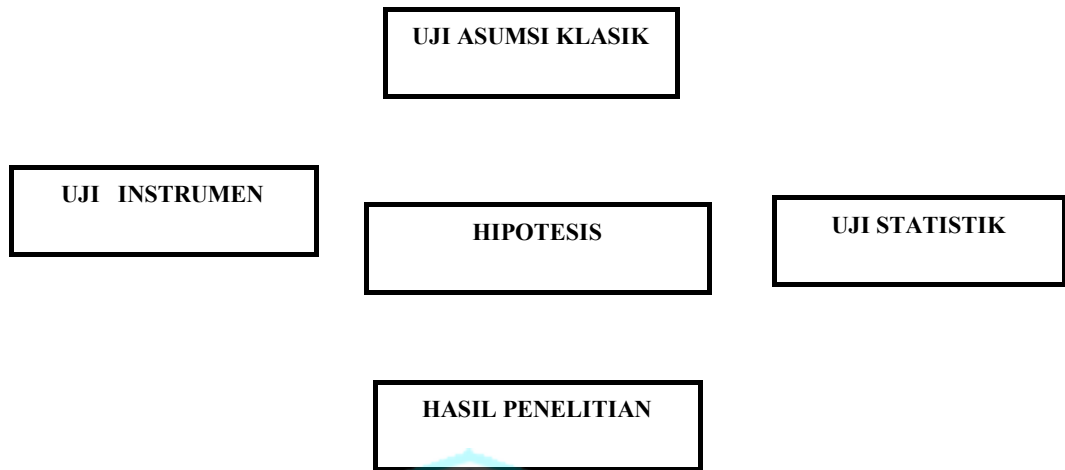 UJI ASUMSI KLASIK
UJI INSTRUMEN
HIPOTESIS
UJI STATISTIK
HASIL PENELITIAN